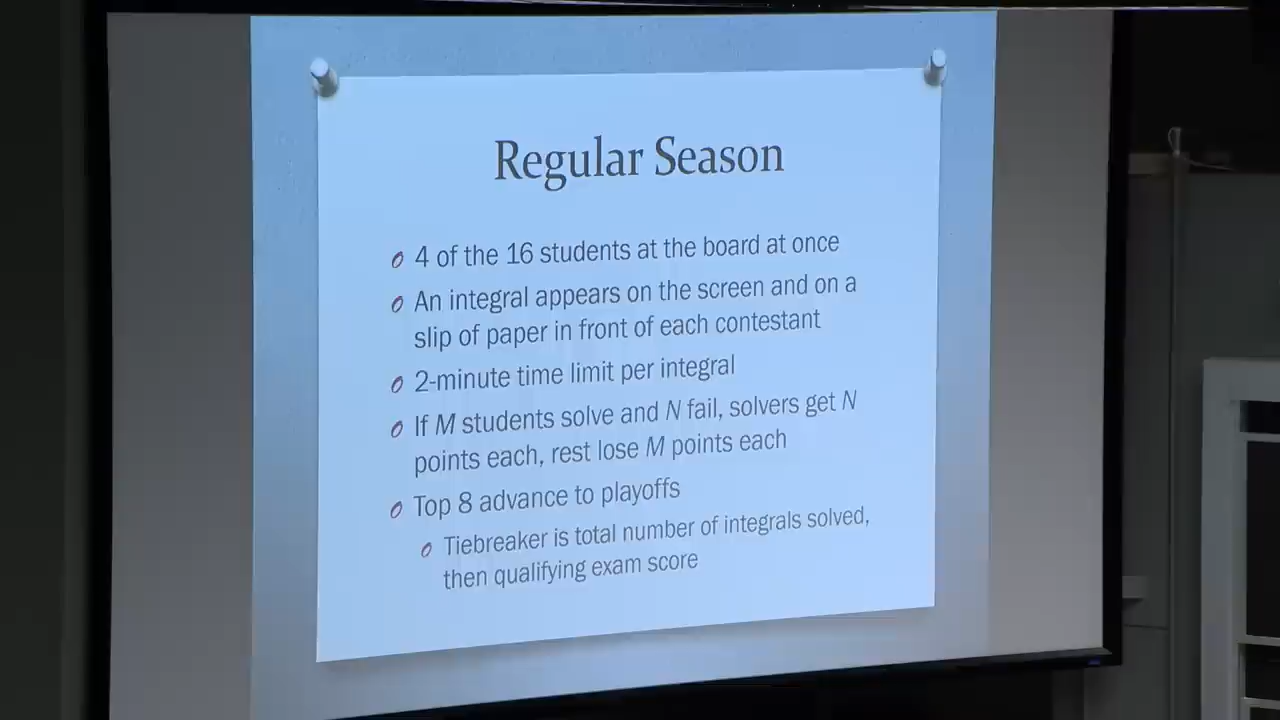 Regular Season
4 of the 16 students at the board at once
An integral appears on the screen and on a
slip of paper in front of each contestant
2-minute time limit per integral
If M students solve and N fail, solvers get N
points each, rest lose M points each
Top 8 advance to playoffs
Tiebreaker is total number of integrals solved,
then qualifying exam score